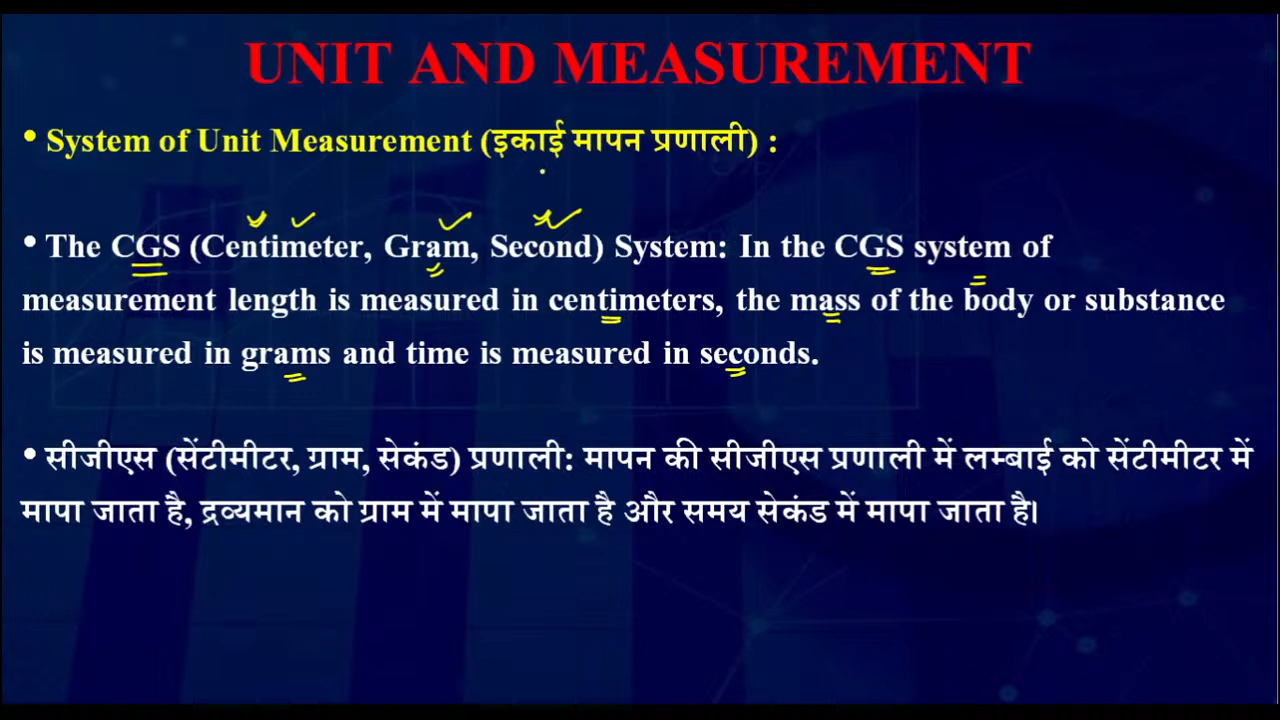 UNIT AND MEASUREMENT
• System of Unit Measurement (इकाई मापन प्रणाली) :
• The CGS (Centimeter, Gram, Second) System: In the CGS system of
measurement length is measured in centimeters, the mass of the body or substance
is measured in grams and time is measured in seconds.
• सीजीएस (सेंटीमीटर, ग्राम, सेकंड) प्रणाली: मापन की सीजीएस प्रणाली में लम्बाई को सेंटीमीटर में
मापा जाता है, द्रव्यमान को ग्राम में मापा जाता है और समय सेकंड में मापा जाता है।